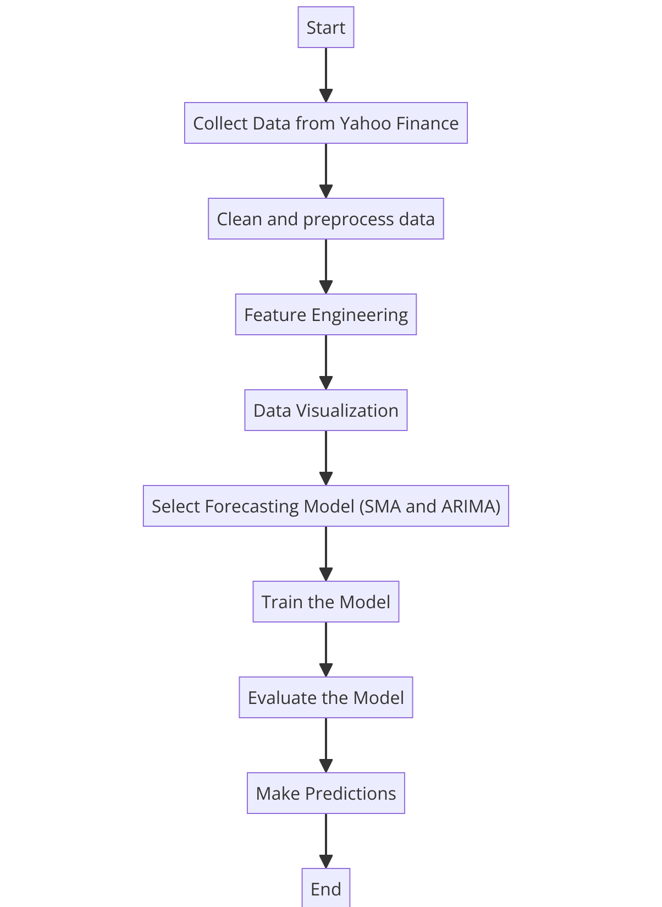 Start
Collect Data from Yahoo Finance
Clean and preprocess data
Feature Engineering
Data Visualization
Select Forecasting Model (SMA and ARIMA)
Train the Model
Evaluate the Model
Make Predictions
End